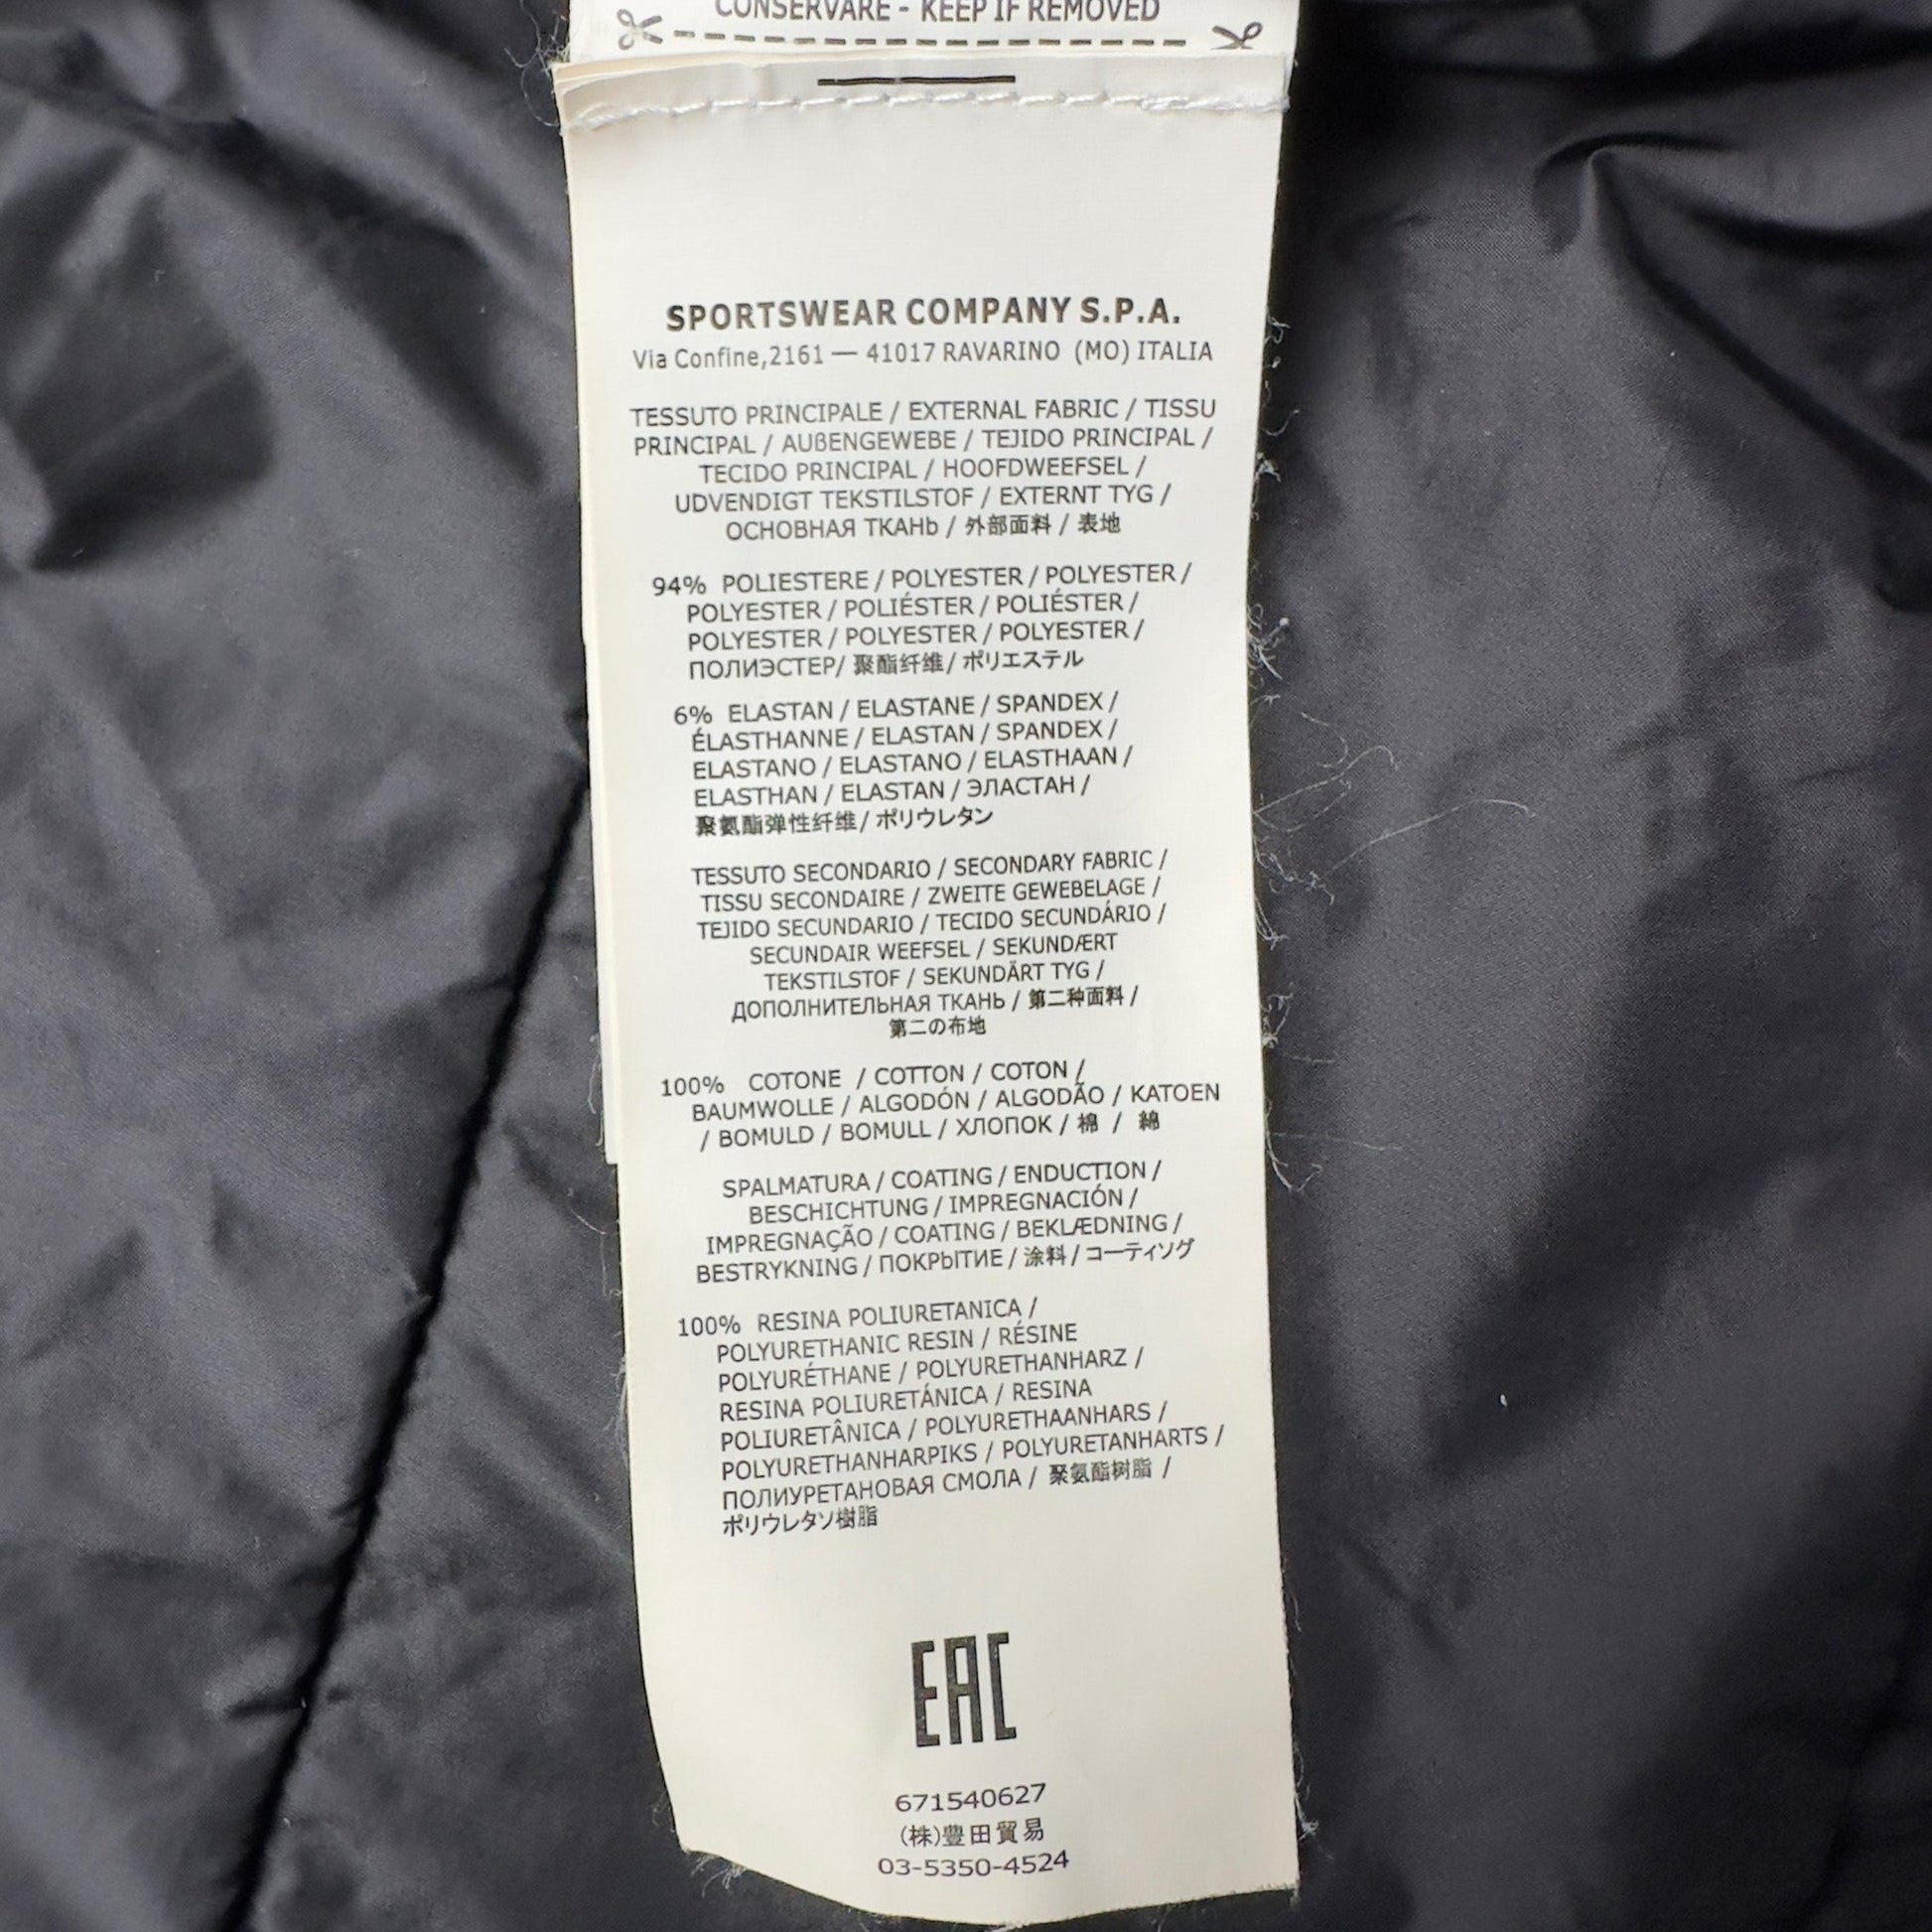 CONSERVARE - KEEP IF REMOVED
SPORTSWEAR COMPANY S.P.A.
Via Confine,2161 — 41017 RAVARINO (MO) ITALIA
TESSUTO PRINCIPALE / EXTERNAL FABRIC / TISSU
PRINCIPAL / AUßENGEWEBE / TEJIDO PRINCIPAL /
TECIDO PRINCIPAL / HOOFDWEEFSEL /
UDVENDIGT TEKSTILSTOF / EXTERNT TYG /
ОСНОВНАЯ ТКАНЬ / 外部面料 / 表地
94% POLIESTERE / POLYESTER / POLYESTER /
POLYESTER / POLIÉSTER / POLIÉSTER /
POLYESTER / POLYESTER / POLYESTER /
ПОЛИЭСТЕР/ 聚酯纤维/ ポリエステル
6% ELASTAN / ELASTANE / SPANDEX /
ÉLASTHANNE / ELASTAN / SPANDEX /
ELASTANO / ELASTANO / ELASTHAAN /
ELASTHAN / ELASTAN / ЭЛАСТАН /
聚氨酯弹性纤维/ ポリウレタン
TESSUTO SECONDARIO / SECONDARY FABRIC /
TISSU SECONDAIRE / ZWEITE GEWEBELAGE /
TEJIDO SECUNDARIO / TECIDO SECUNDÁRIO /
SECUNDAIR WEEFSEL / SEKUNDÆRT
TEKSTILSTOF / SEKUNDÄRT TYG /
ДОПОЛНИТЕЛЬНАЯ ТКАНЬ / 第二种面料 /
第二の布地
100% COTONE / COTTON / COTON /
BAUMWOLLE / ALGODÓN / ALGODÃO / KATOEN
/ BOMULD / BOMULL / ХЛОПОК / 棉 / 綿
SPALMATURA / COATING / ENDUCTION /
BESCHICHTUNG / IMPREGNACIÓN /
IMPREGNAÇÃO / COATING / BEKLÆDNING /
BESTRYKNING / ПОКРЫТИЕ / 涂料 / コーティソグ
100% RESINA POLIURETANICA /
POLYURETHANIC RESIN / RÉSINE
POLYURÉTHANE / POLYURETHANHARZ /
RESINA POLIURETÁNICA / RESINA
POLIURETÂNICA / POLYURETHAANHARS /
POLYURETHANHARPIKS / POLYURETANHARTS /
ПОЛИУРЕТАНОВАЯ СМОЛА / 聚氨酯树脂 /
ポリウレタソ樹脂
EAC
671540627
(株)豊田貿易
03-5350-4524